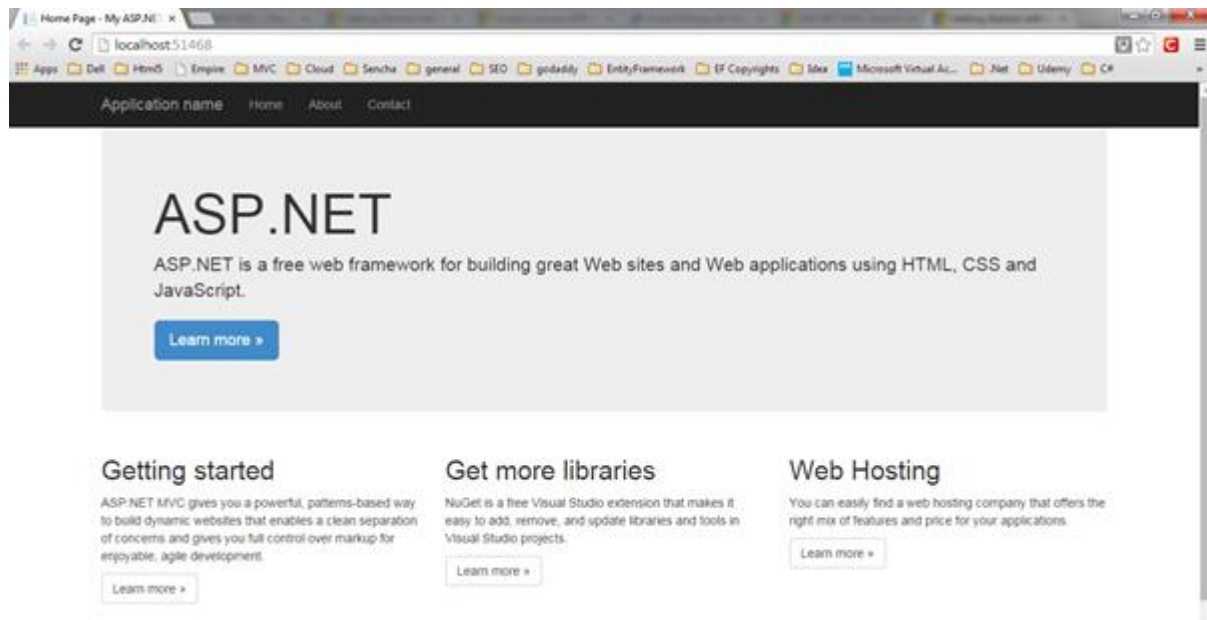 Home Page - My ASP.NE
localhost:51468
Apps Dell Html5 Empire MVC Cloud Sencha general SEO godaddy EntityFramework EF Copyrights Idea Microsoft Virtual Ac... .Net Udemy C#
Application name Home About Contact
ASP.NET
ASP.NET is a free web framework for building great Web sites and Web applications using HTML, CSS and
JavaScript.
Learn more »
Getting started
ASP.NET MVC gives you a powerful, patterns-based way
to build dynamic websites that enables a clean separation
of concerns and gives you full control over markup for
enjoyable, agile development.
Learn more »
Get more libraries
NuGet is a free Visual Studio extension that makes it
easy to add, remove, and update libraries and tools in
Visual Studio projects.
Learn more »
Web Hosting
You can easily find a web hosting company that offers the
right mix of features and price for your applications.
Learn more »